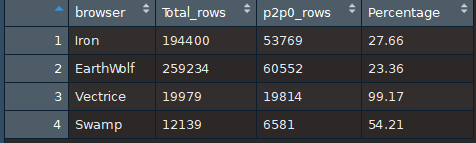 browser Total_rows p2p0_rows Percentage
1 Iron 194400 53769 27.66
2 EarthWolf 259234 60552 23.36
3 Vectrice 19979 19814 99.17
4 Swamp 12139 6581 54.21